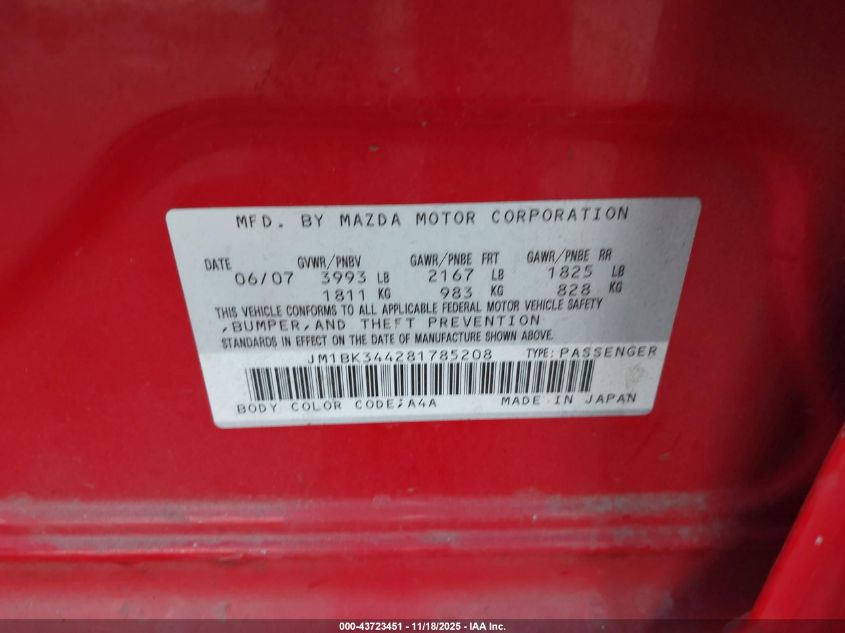 MFD. BY MAZDA MOTOR CORPORATION
DATE GVWR/PNBV GAWR/PNBE FRT GAWR/PNBE RR
06/07 3993 LB 2167 LB 1825 LB
1811 KG 983 KG 828 KG
THIS VEHICLE CONFORMS TO ALL APPLICABLE FEDERAL MOTOR VEHICLE SAFETY
,BUMPER,AND THEFT PREVENTION
STANDARDS IN EFFECT ON THE DATE OF MANUFACTURE SHOWN ABOVE.
JM1BK344281785208 TYPE: PASSENGER
BODY COLOR CODE;A4A MADE IN JAPAN
000-43723451 - 11/18/2025 - IAA Inc.